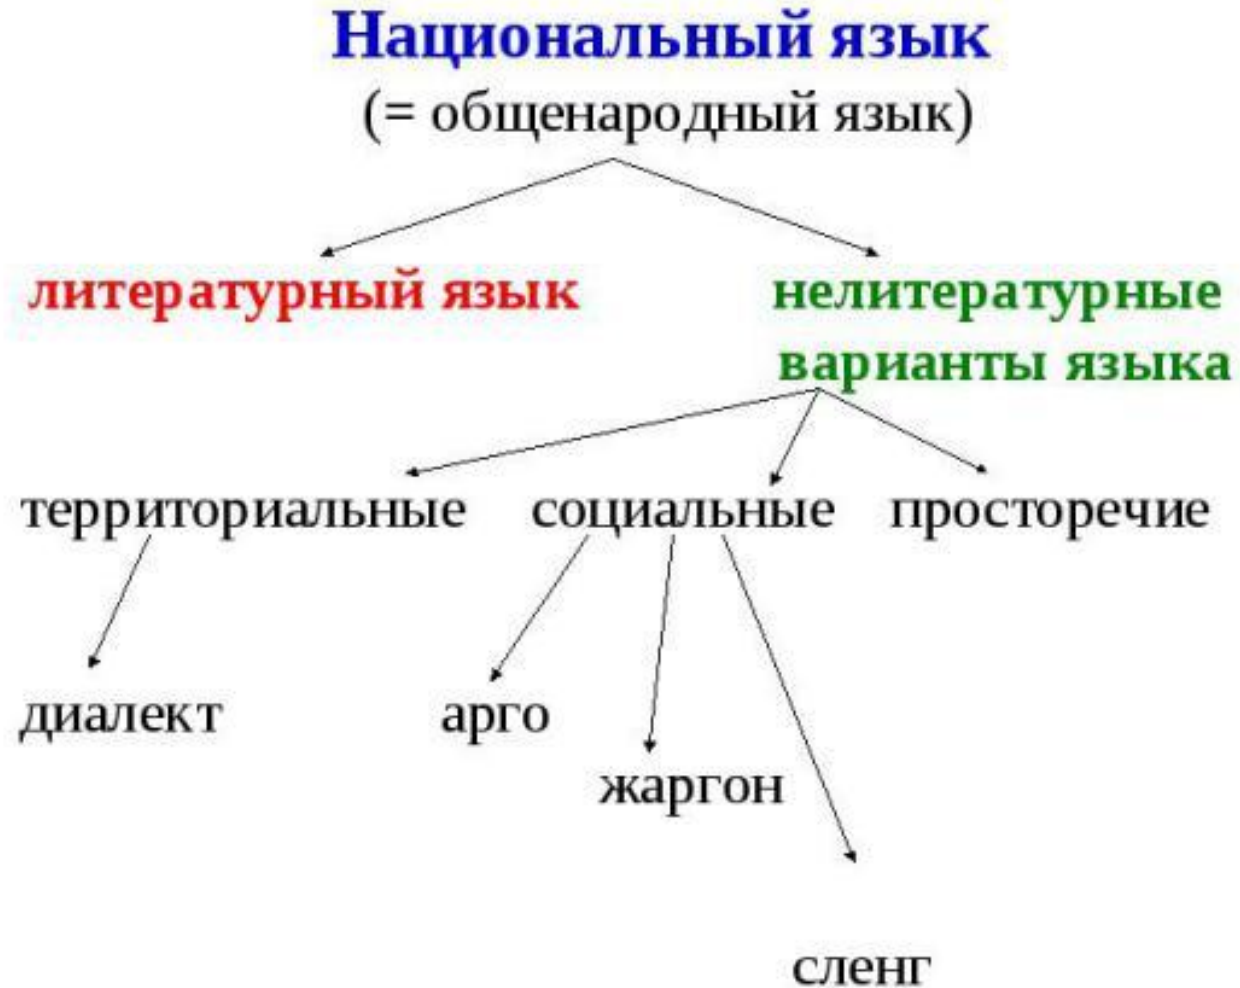 Национальный язык
(= общенародный язык)
литературный язык
нелитературные
варианты языка
территориальные
социальные
просторечие
диалект
арго
жаргон
сленг